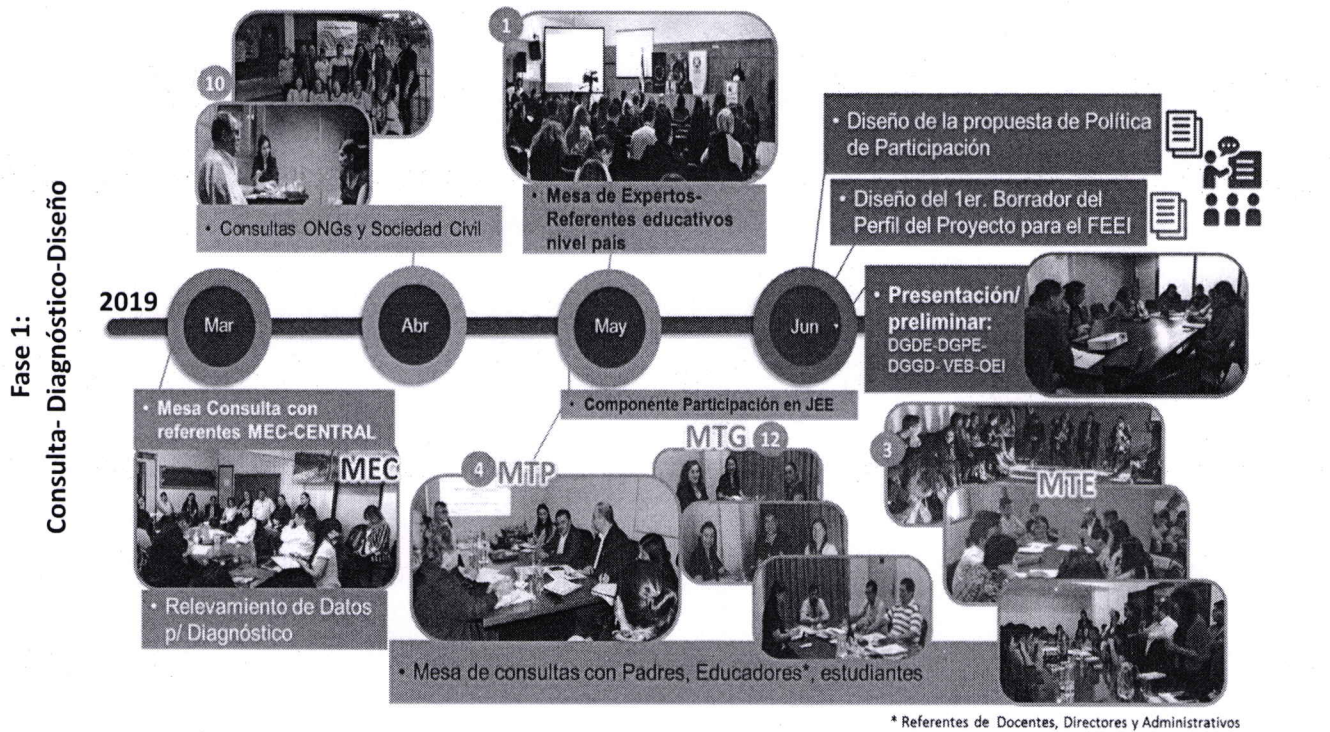 Fase 1:
Consulta- Diagnóstico-Diseño
10
• Consultas ONGs y Sociedad Civil
1
• Mesa de Expertos-
Referentes educativos
nivel país
• Diseño de la propuesta de Política
de Participación
• Diseño del 1er. Borrador del
Perfil del Proyecto para el FEEI
2019
Mar
Abr
May
Jun
• Presentación/
preliminar:
DGDE-DGPE-
DGGD- VEB-OEI
• Mesa Consulta con
referentes MEC-CENTRAL
MEC
• Relevamiento de Datos
p/ Diagnóstico
• Componente Participación en JEE
4 MTP
MTG 12
3
MTE
• Mesa de consultas con Padres, Educadores*, estudiantes
* Referentes de Docentes, Directores y Administrativos